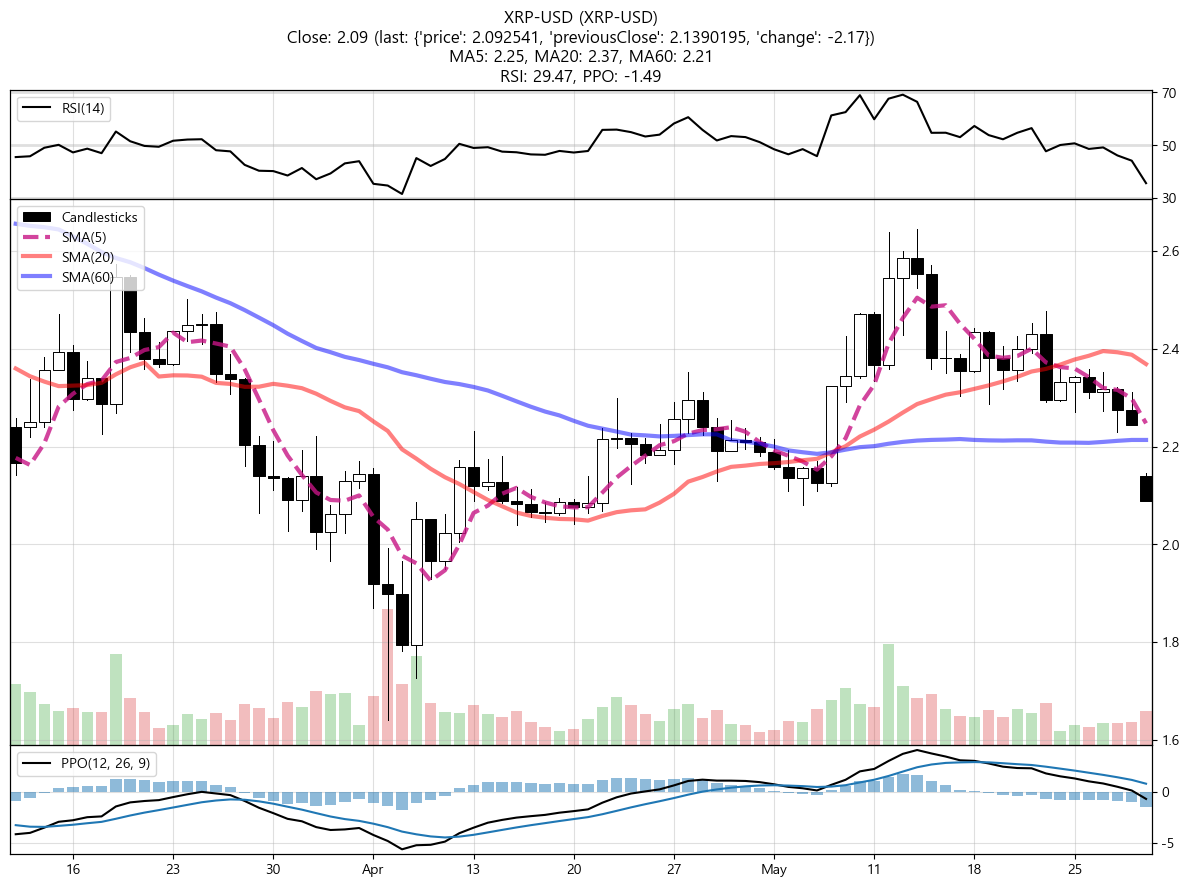 XRP-USD (XRP-USD)
Close: 2.09 (last: {'price': 2.092541, 'previousClose': 2.1390195, 'change': -2.17})
MA5: 2.25, MA20: 2.37, MA60: 2.21
RSI: 29.47, PPO: -1.49
RSI(14)
70
50
30
Candlesticks
SMA(5)
SMA(20)
SMA(60)
2.6
2.4
2.2
2.0
1.8
1.6
PPO(12, 26, 9)
0
-5
16 23 30 Apr 13 20 27 May 11 18 25